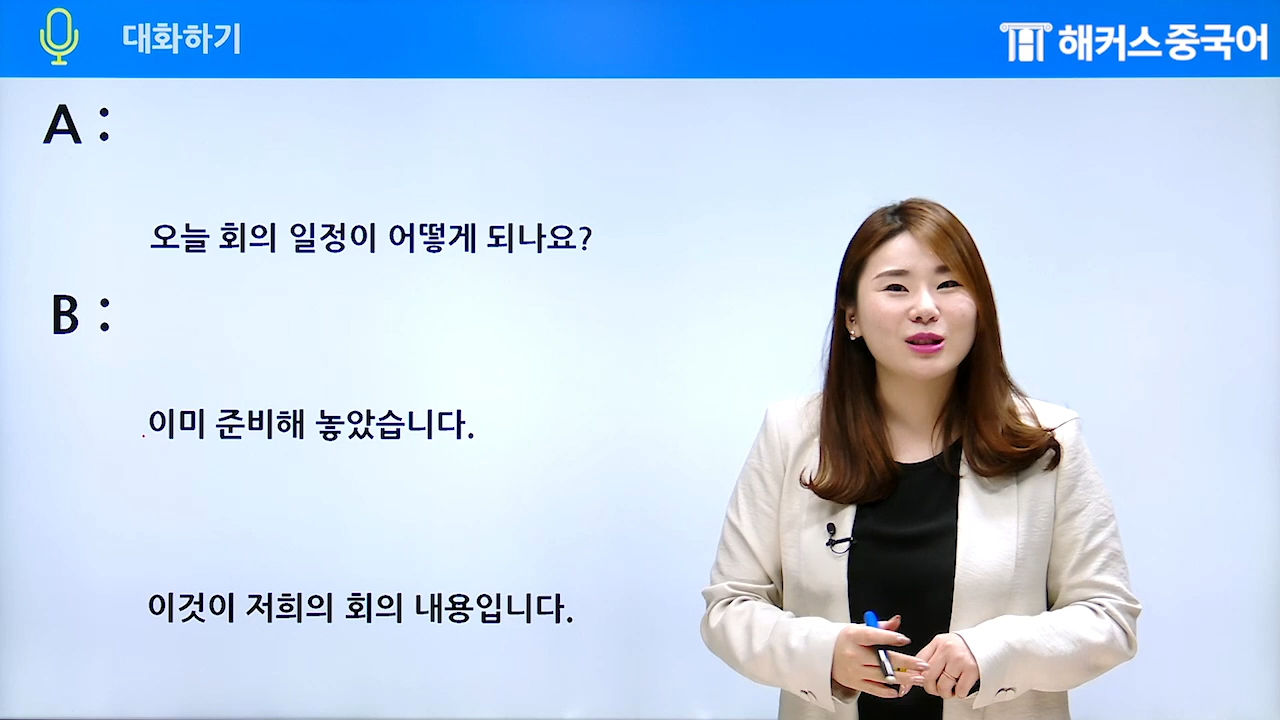 대화하기
해커스중국어
A :
오늘 회의 일정이 어떻게 되나요?
B :
이미 준비해 놓았습니다.
이것이 저희의 회의 내용입니다.